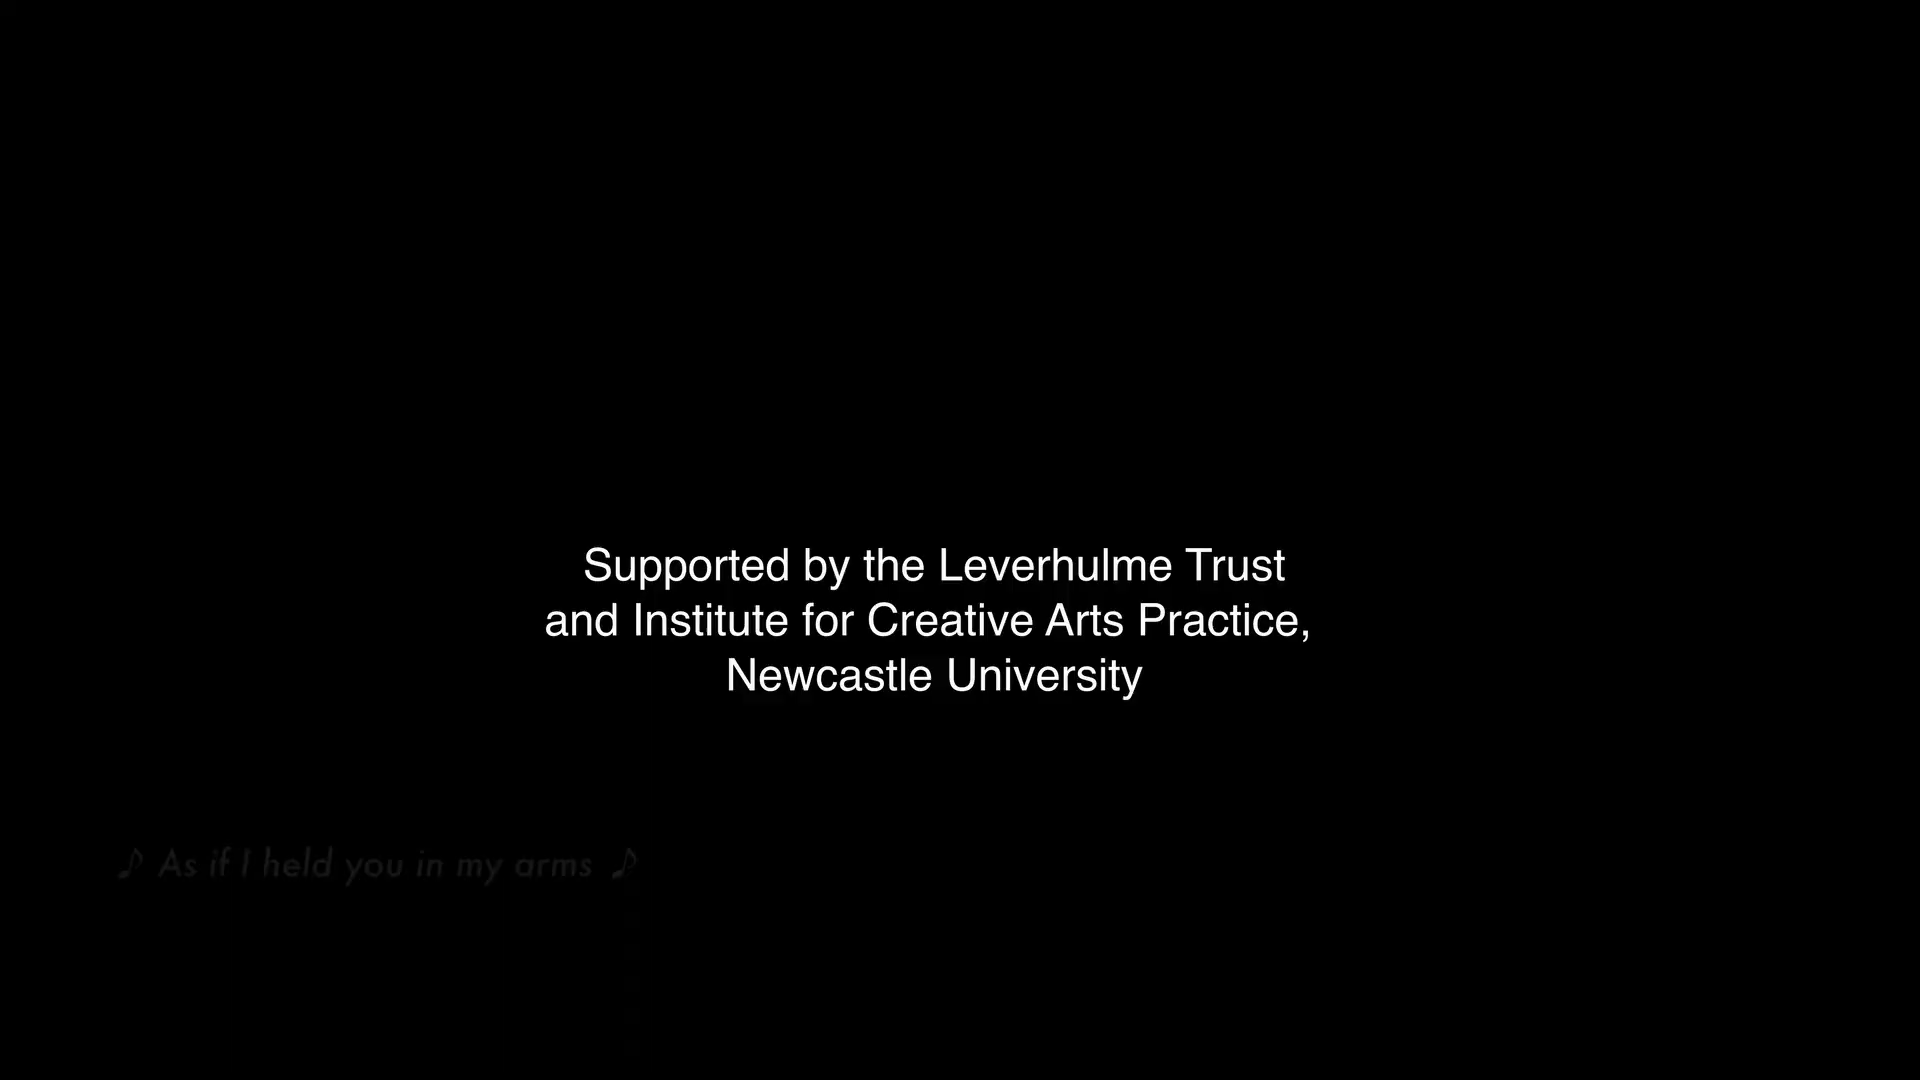 Supported by the Leverhulme Trust
and Institute for Creative Arts Practice,
Newcastle University
♪ As if I held you in my arms ♪